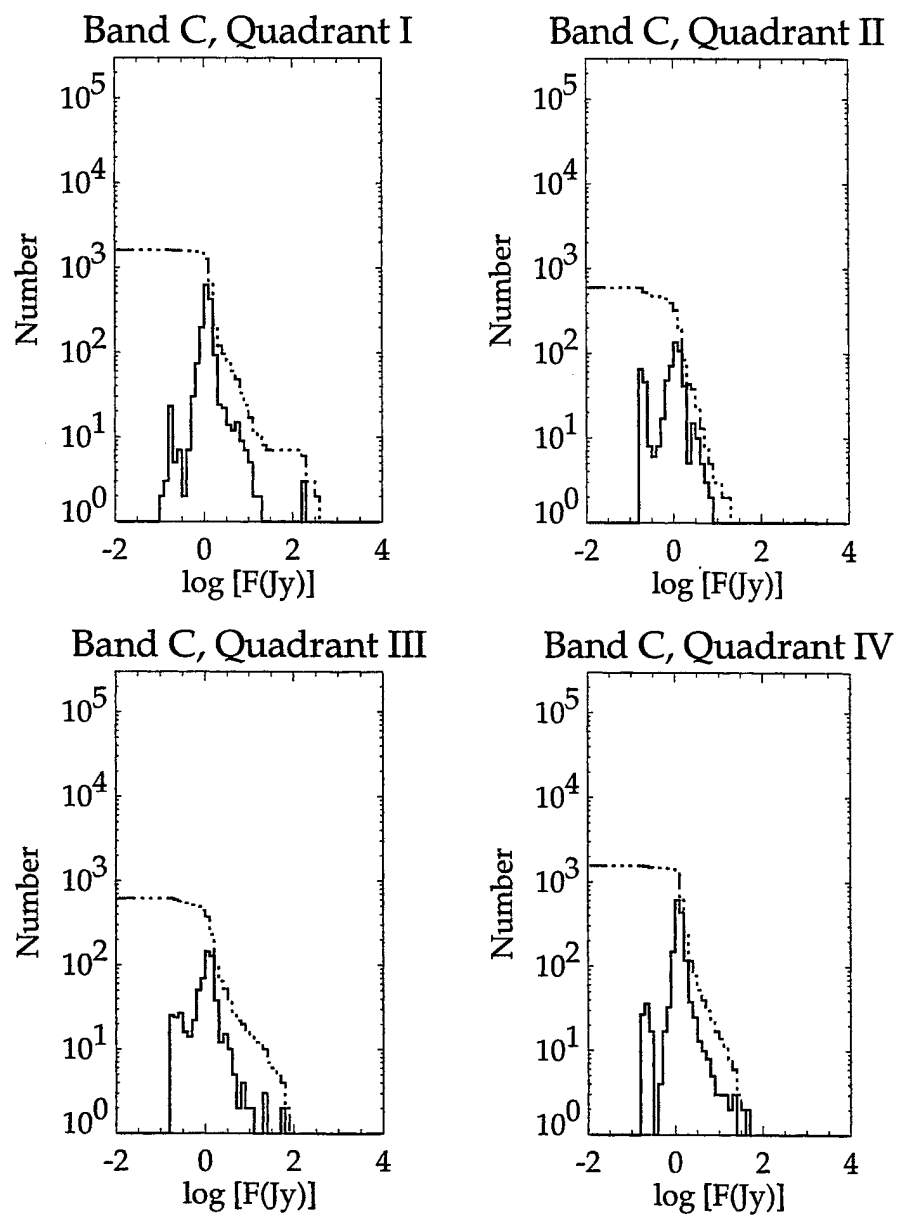 Band C, Quadrant I
Number
10^5
10^4
10^3
10^2
10^1
10^0
-2 0 2 4
log [F(Jy)]
Band C, Quadrant II
Number
10^5
10^4
10^3
10^2
10^1
10^0
-2 0 2 4
log [F(Jy)]
Band C, Quadrant III
Number
10^5
10^4
10^3
10^2
10^1
10^0
-2 0 2 4
log [F(Jy)]
Band C, Quadrant IV
Number
10^5
10^4
10^3
10^2
10^1
10^0
-2 0 2 4
log [F(Jy)]